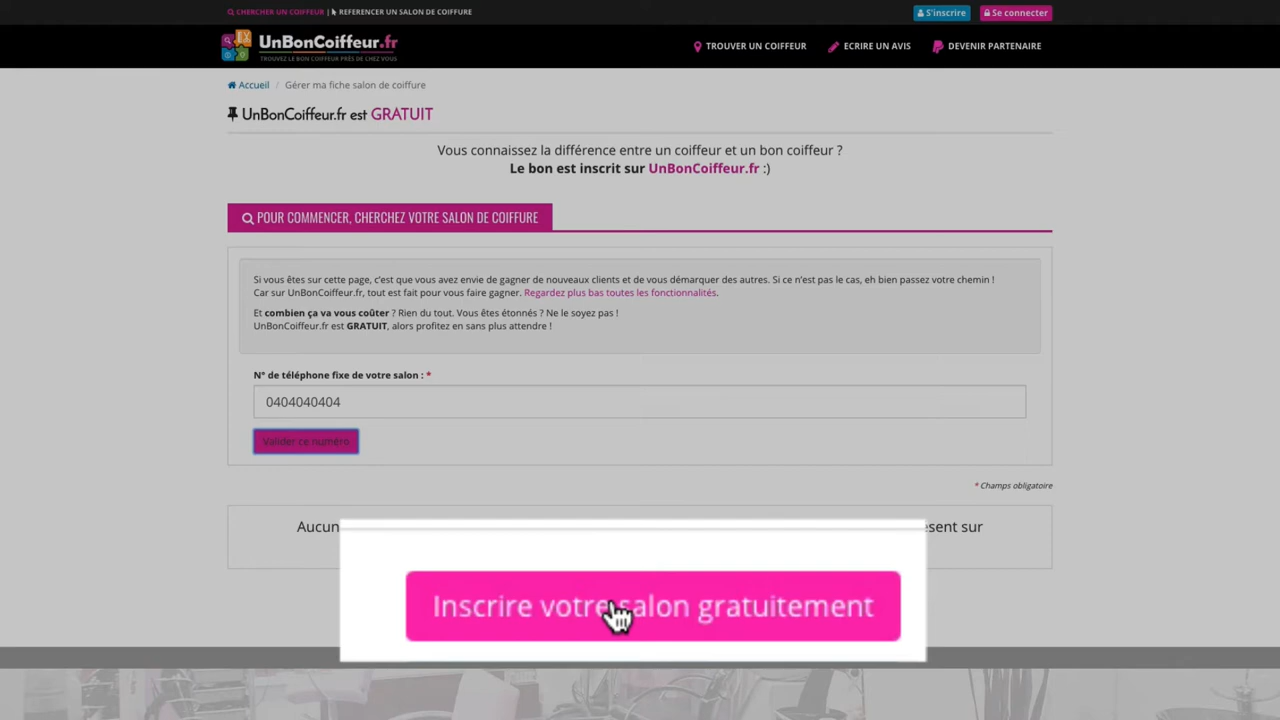 CHERCHER UN COIFFEUR | REFERENCER UN SALON DE COIFFURE
S'inscrire
Se connecter
UnBonCoiffeur.fr
TROUVEZ LE BON COIFFEUR PRÈS DE CHEZ VOUS
TROUVER UN COIFFEUR
ECRIRE UN AVIS
DEVENIR PARTENAIRE
Accueil / Gérer ma fiche salon de coiffure
UnBonCoiffeur.fr est GRATUIT
Vous connaissez la différence entre un coiffeur et un bon coiffeur ?
Le bon est inscrit sur UnBonCoiffeur.fr :)
POUR COMMENCER, CHERCHEZ VOTRE SALON DE COIFFURE
Si vous êtes sur cette page, c'est que vous avez envie de gagner de nouveaux clients et de vous démarquer des autres. Si ce n'est pas le cas, eh bien passez votre chemin !
Car sur UnBonCoiffeur.fr, tout est fait pour vous faire gagner. Regardez plus bas toutes les fonctionnalités.
Et combien ça va vous coûter ? Rien du tout. Vous êtes étonnés ? Ne le soyez pas !
UnBonCoiffeur.fr est GRATUIT, alors profitez en sans plus attendre !
N° de téléphone fixe de votre salon : *
0404040404
Valider ce numéro
* Champs obligatoire
Aucun sur
Inscrire votre salon gratuitement